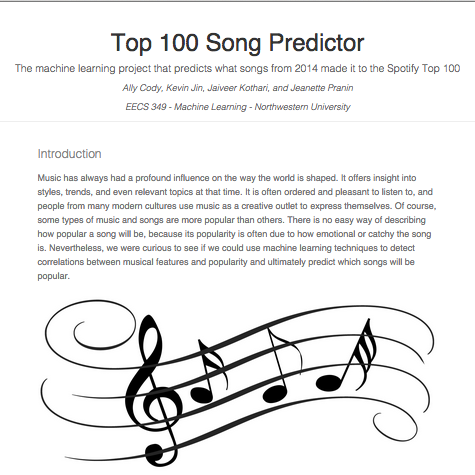 Top 100 Song Predictor
The machine learning project that predicts what songs from 2014 made it to the Spotify Top 100
Ally Cody, Kevin Jin, Jaiveer Kothari, and Jeanette Pranin
EECS 349 - Machine Learning - Northwestern University
Introduction
Music has always had a profound influence on the way the world is shaped. It offers insight into
styles, trends, and even relevant topics at that time. It is often ordered and pleasant to listen to, and
people from many modern cultures use music as a creative outlet to express themselves. Of course,
some types of music and songs are more popular than others. There is no easy way of describing
how popular a song will be, because its popularity is often due to how emotional or catchy the song
is. Nevertheless, we were curious to see if we could use machine learning techniques to detect
correlations between musical features and popularity and ultimately predict which songs will be
popular.